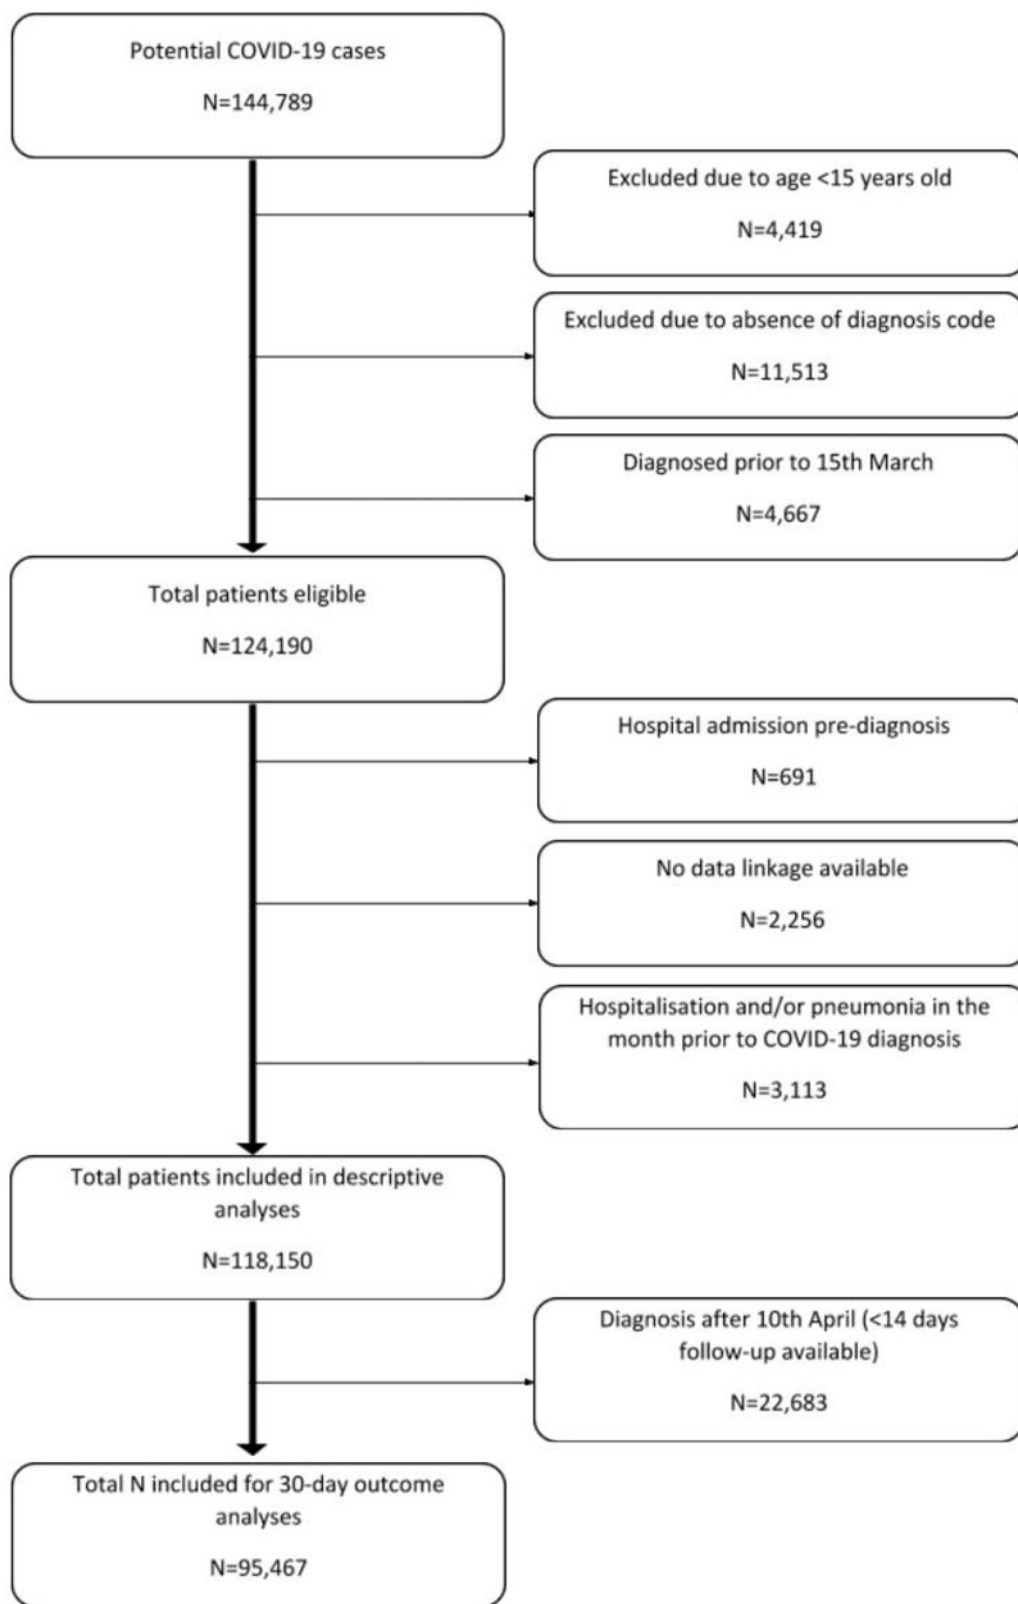 Potential COVID-19 cases
N=144,789
Excluded due to age <15 years old
N=4,419
Excluded due to absence of diagnosis code
N=11,513
Diagnosed prior to 15th March
N=4,667
Total patients eligible
N=124,190
Hospital admission pre-diagnosis
N=691
No data linkage available
N=2,256
Hospitalisation and/or pneumonia in the
month prior to COVID-19 diagnosis
N=3,113
Total patients included in descriptive
analyses
N=118,150
Diagnosis after 10th April (<14 days
follow-up available)
N=22,683
Total N included for 30-day outcome
analyses
N=95,467